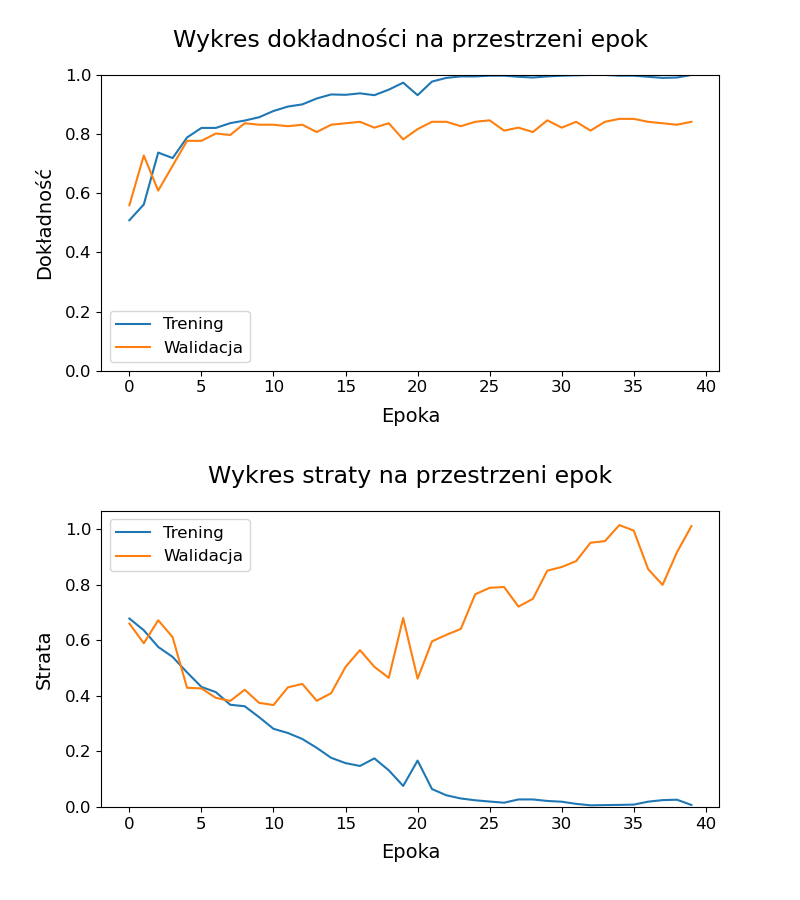 Wykres dokładności na przestrzeni epok
1.0
0.8
0.6
0.4
0.2
0.0
Dokładność
Trening
Walidacja
0 5 10 15 20 25 30 35 40
Epoka
Wykres straty na przestrzeni epok
1.0
0.8
0.6
0.4
0.2
0.0
Strata
Trening
Walidacja
0 5 10 15 20 25 30 35 40
Epoka